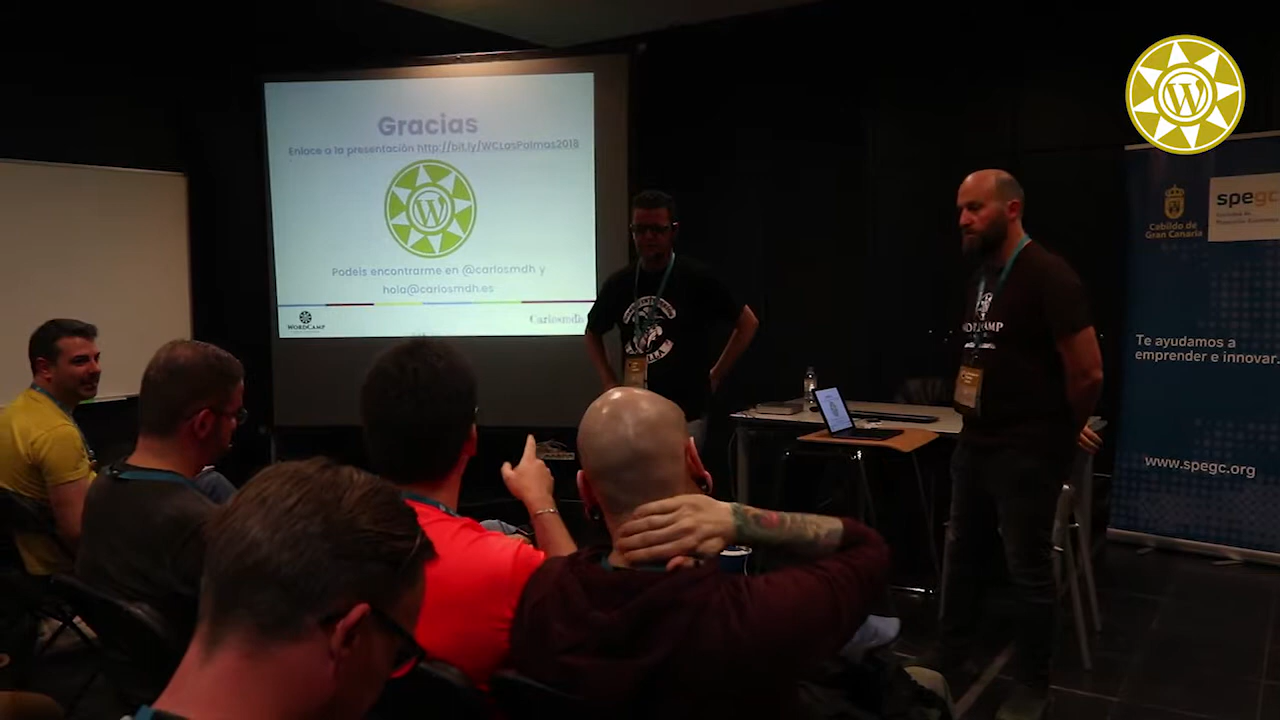 Gracias
Enlace a la presentación http://bit.ly/WCLasPalmas2018
Podeis encontrarme en @carlosmdh y
hola@carlosmdh.es
WORDCAMP
Carlosmdh
WORDCAMP
Cabildo de
Gran Canaria
spegc
Te ayudamos a
emprender e innovar.
www.spegc.org